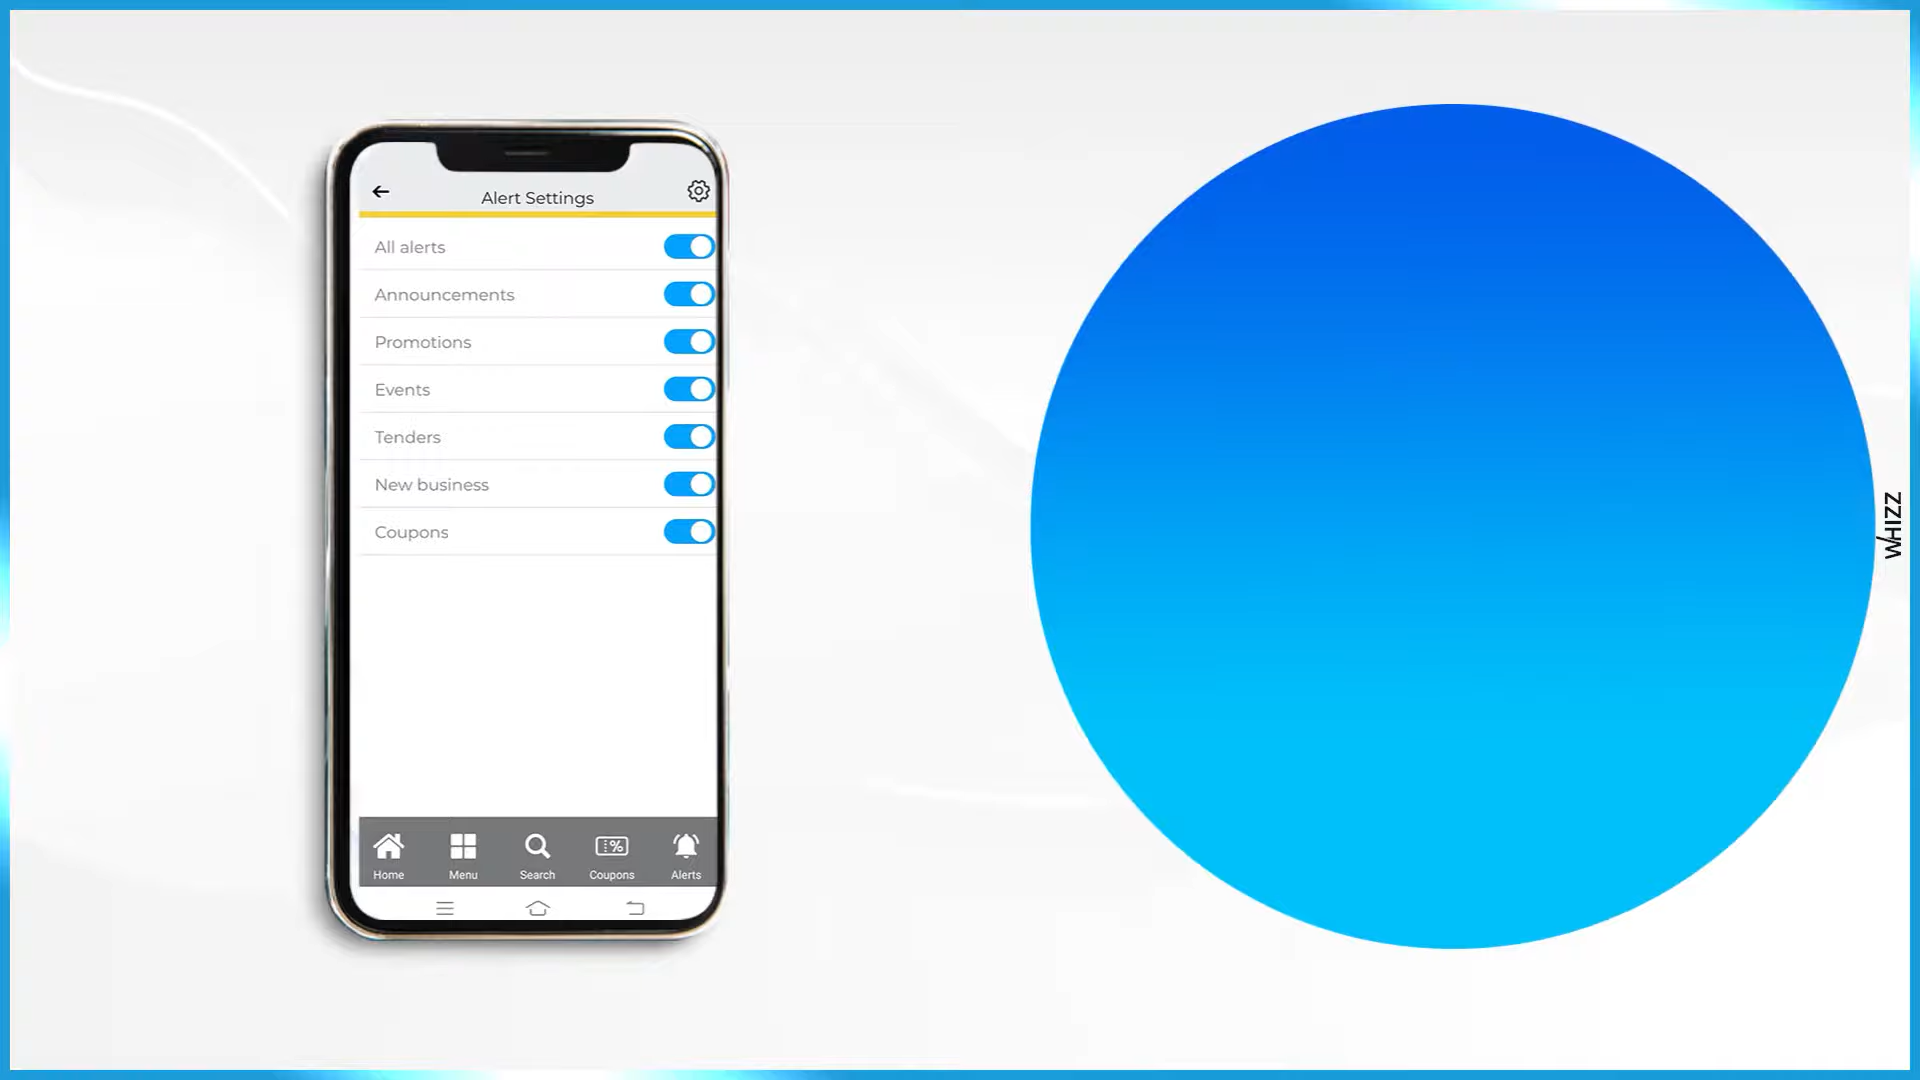 Alert Settings
All alerts
Announcements
Promotions
Events
Tenders
New business
Coupons
Home
Menu
Search
%
Coupons
Alerts
WHIZZ